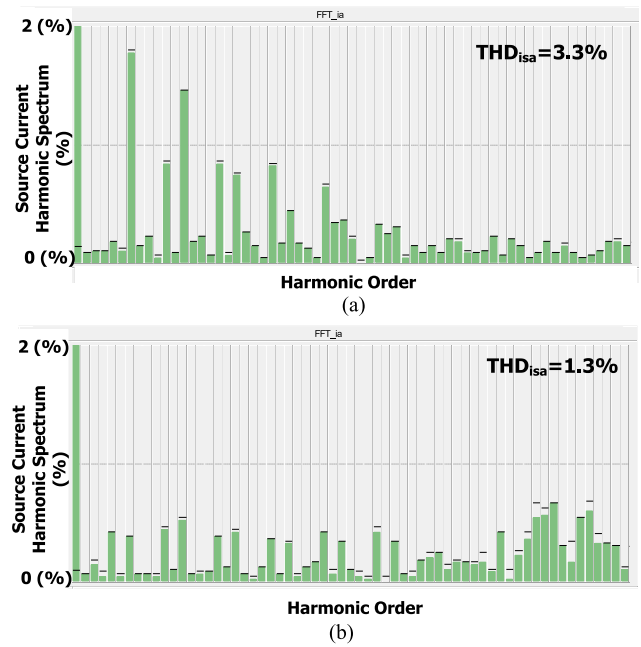 FFT_ia
2 (%)
THDisa=3.3%
Source Current
Harmonic Spectrum
(%)
0 (%)
Harmonic Order
(a)
FFT_ia
2 (%)
THDisa=1.3%
Source Current
Harmonic Spectrum
(%)
0 (%)
Harmonic Order
(b)